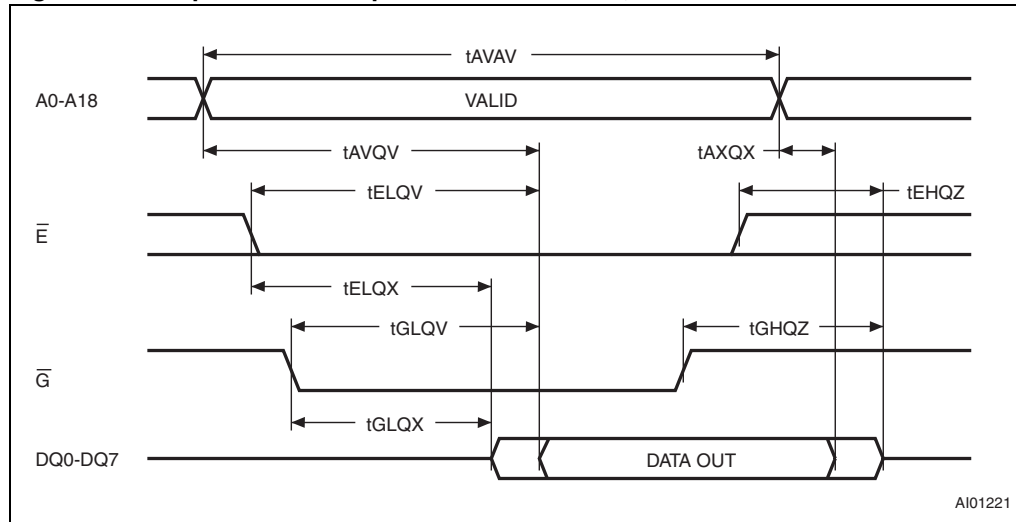 tAVAV
A0-A18
VALID
tAVQV
tAXQX
tELQV
tEHQZ
E
tELQX
tGLQV
tGHQZ
G
tGLQX
DQ0-DQ7
DATA OUT
AI01221